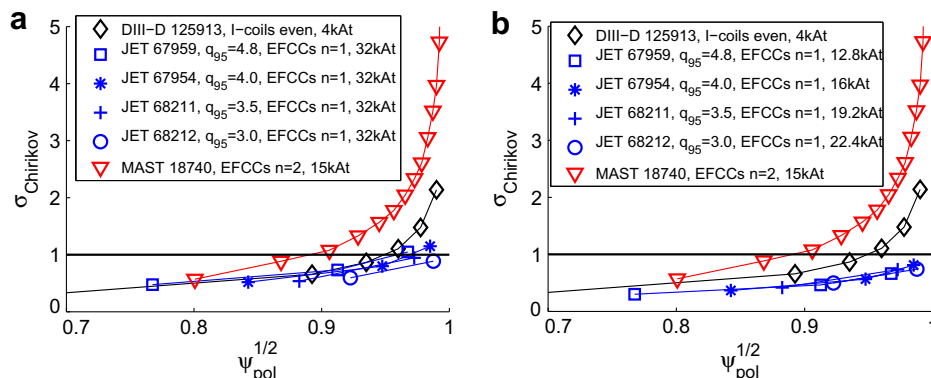 a
DIII-D 125913, I-coils even, 4kAt
JET 67959, q95=4.8, EFCCs n=1, 32kAt
JET 67954, q95=4.0, EFCCs n=1, 32kAt
JET 68211, q95=3.5, EFCCs n=1, 32kAt
JET 68212, q95=3.0, EFCCs n=1, 32kAt
MAST 18740, EFCCs n=2, 15kAt
σChirikov
5
4
3
2
1
0
0.7
0.8
0.9
1
ψpol^1/2
b
DIII-D 125913, I-coils even, 4kAt
JET 67959, q95=4.8, EFCCs n=1, 12.8kAt
JET 67954, q95=4.0, EFCCs n=1, 16kAt
JET 68211, q95=3.5, EFCCs n=1, 19.2kAt
JET 68212, q95=3.0, EFCCs n=1, 22.4kAt
MAST 18740, EFCCs n=2, 15kAt
σChirikov
5
4
3
2
1
0
0.7
0.8
0.9
1
ψpol^1/2